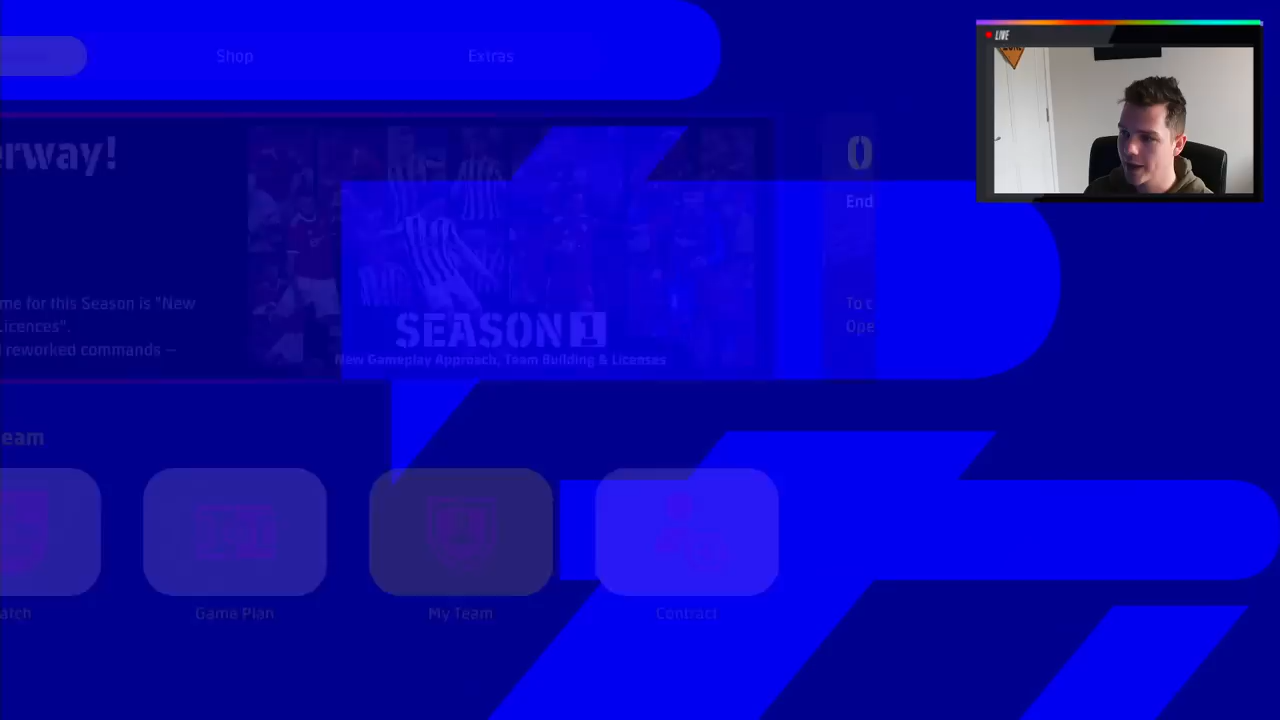 Shop
Extras
LIVE
erway!
0
End
me for this Season is "New
Licences".
reworked commands —
To t
Ope
SEASON 1
New Gameplay Approach, Team Building & Licenses
eam
atch
Game Plan
My Team
Contract